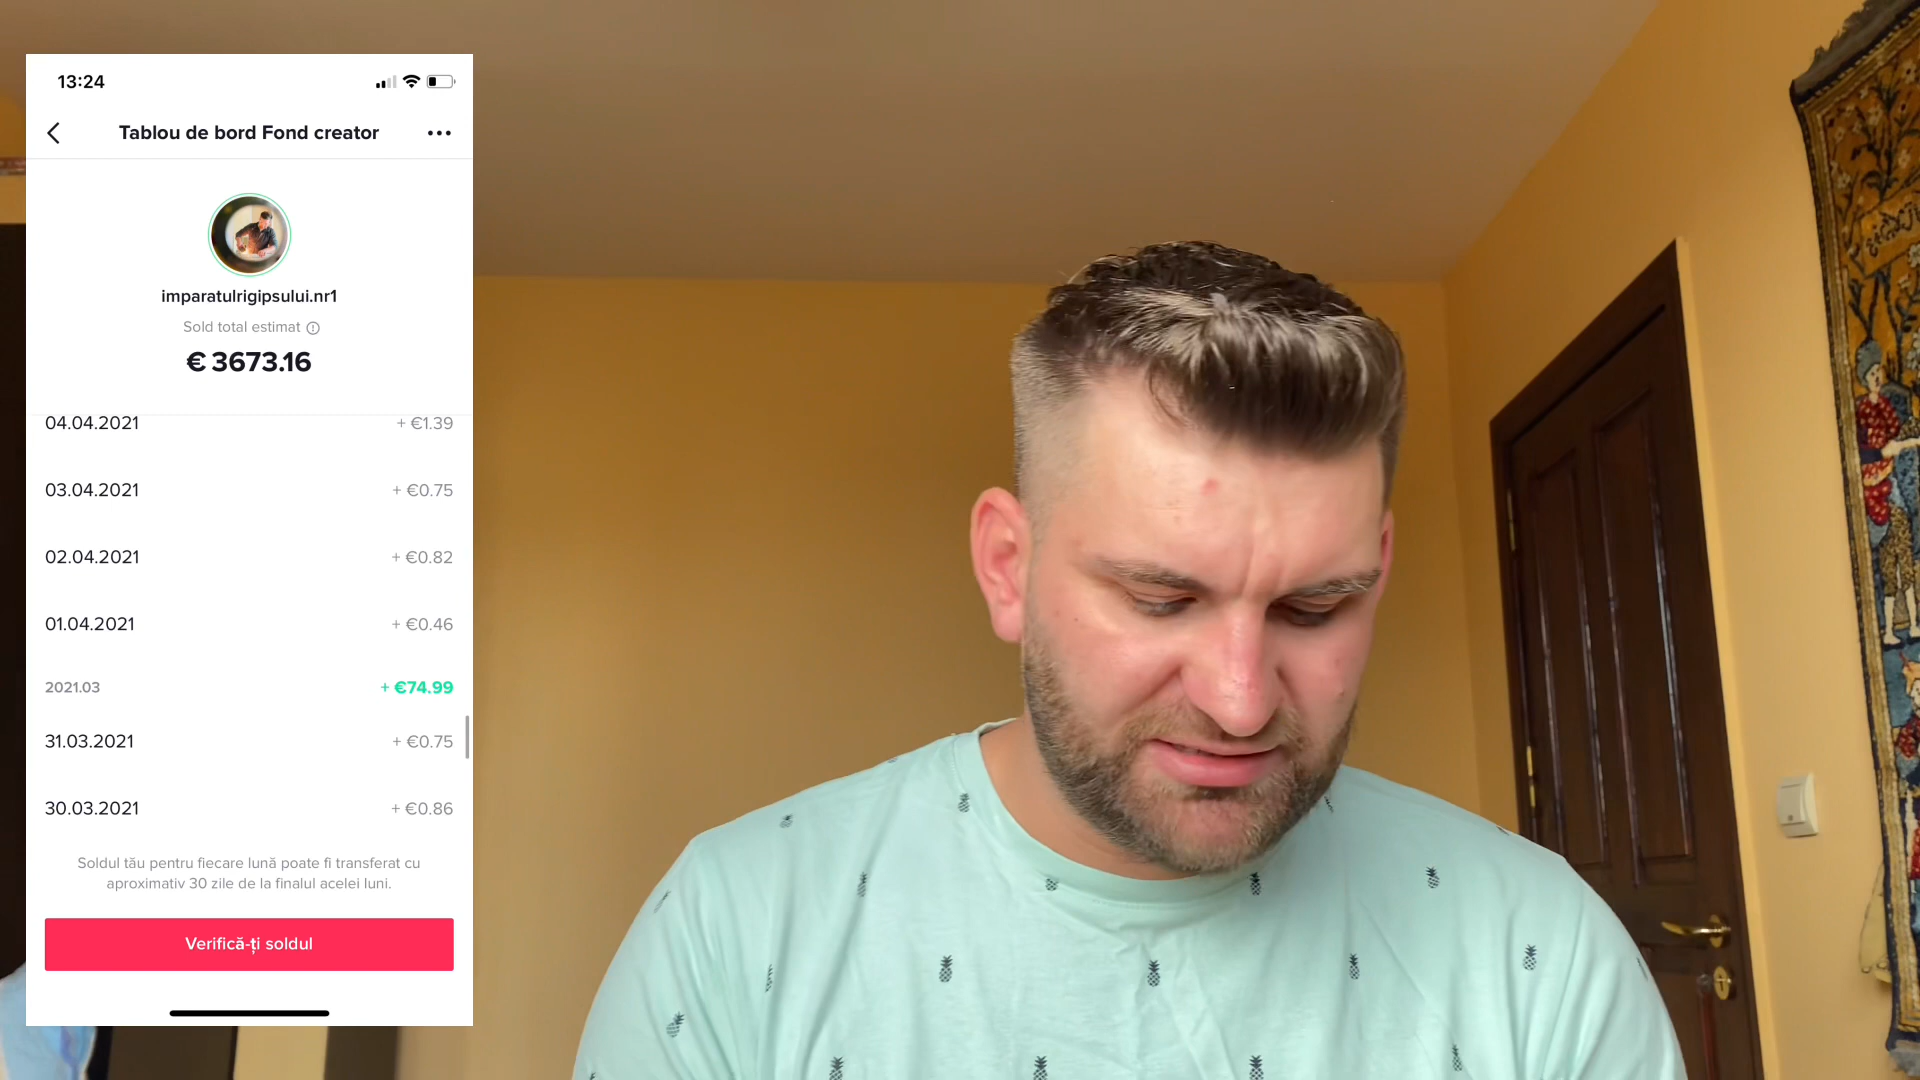 13:24
Tablou de bord Fond creator
imparatulrigipsului.nr1
Sold total estimat
€ 3673.16
04.04.2021 + €1.39
03.04.2021 + €0.75
02.04.2021 + €0.82
01.04.2021 + €0.46
2021.03 + €74.99
31.03.2021 + €0.75
30.03.2021 + €0.86
Soldul tău pentru fiecare lună poate fi transferat cu
aproximativ 30 zile de la finalul acelei luni.
Verifică-ți soldul